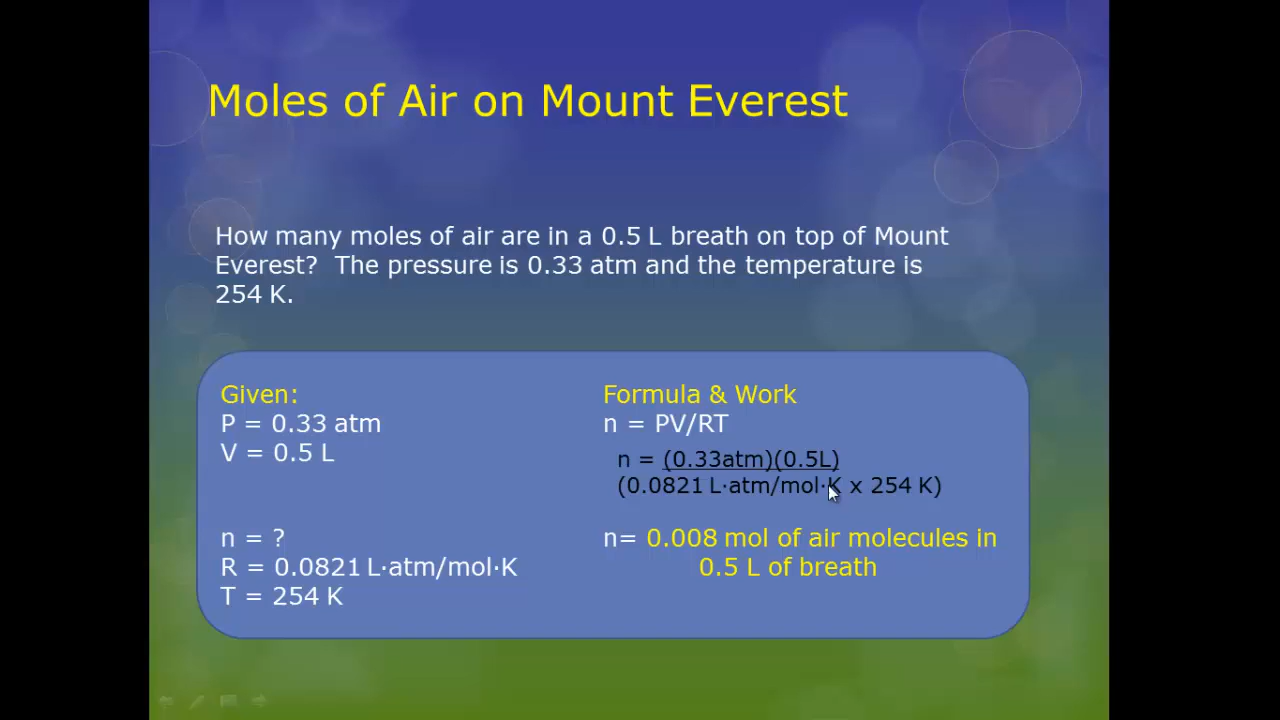 Moles of Air on Mount Everest
How many moles of air are in a 0.5 L breath on top of Mount
Everest?  The pressure is 0.33 atm and the temperature is
254 K.
Given:
P = 0.33 atm
V = 0.5 L
n = ?
R = 0.0821 L·atm/mol·K
T = 254 K
Formula & Work
n = PV/RT
n = (0.33atm)(0.5L)
(0.0821 L·atm/mol·K x 254 K)
n= 0.008 mol of air molecules in
0.5 L of breath